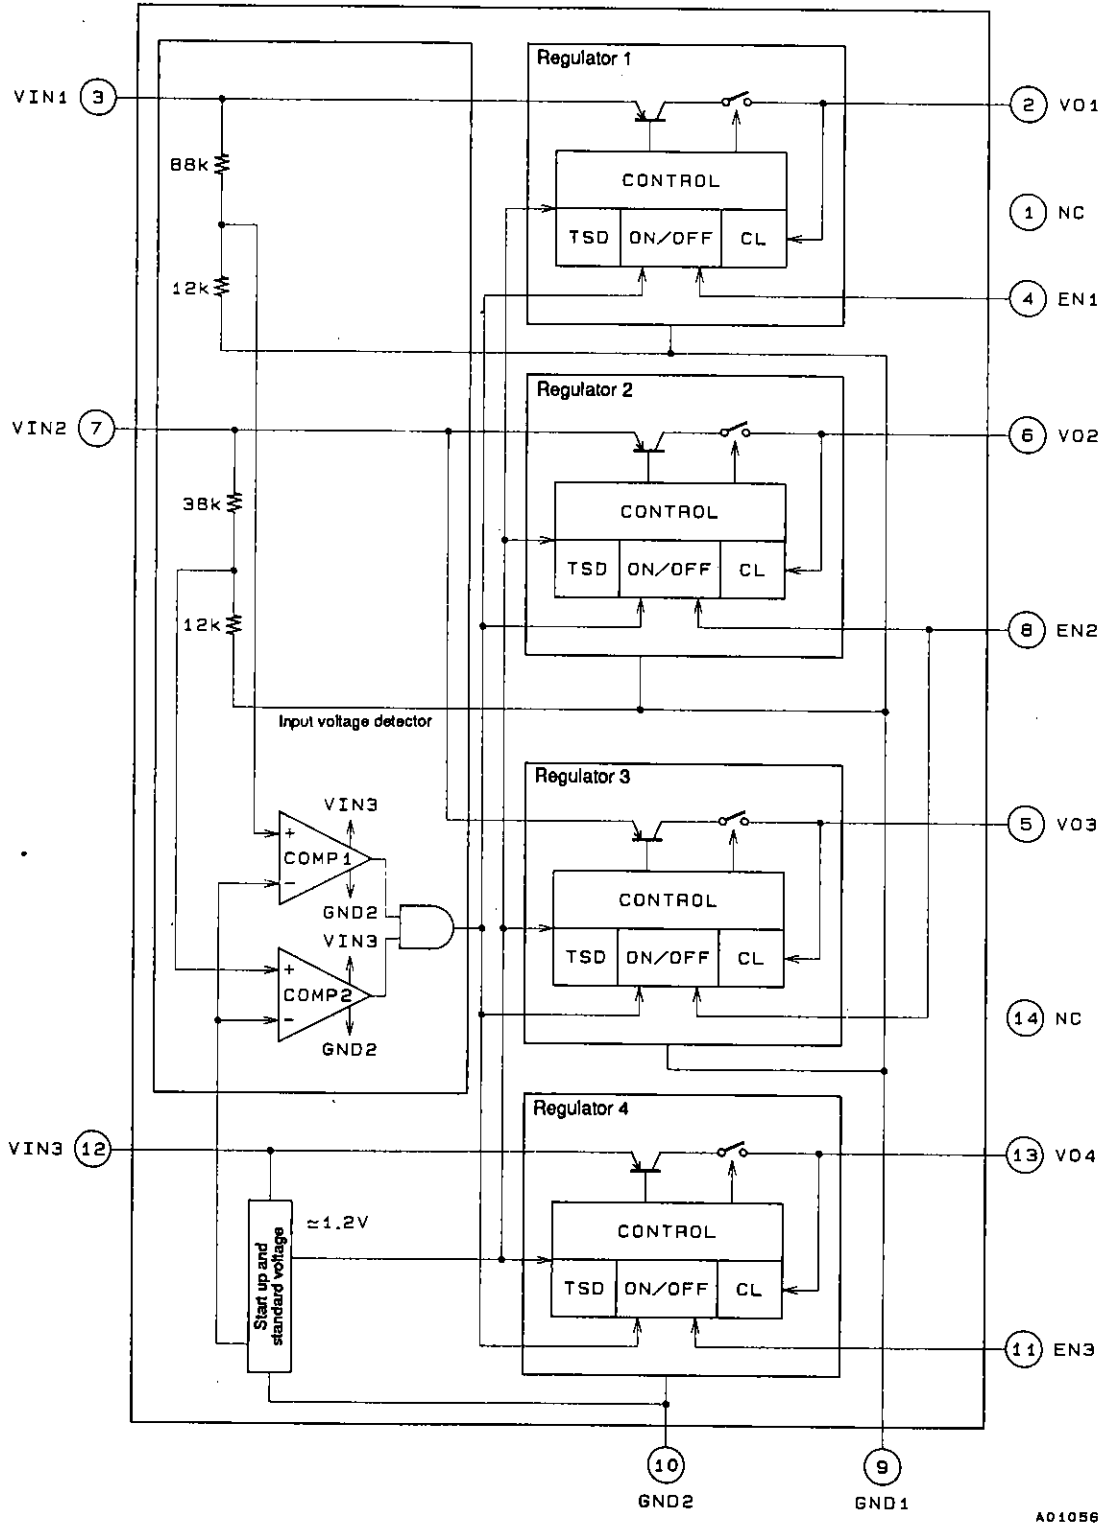 Regulator 1
VIN1 3
2 VO1
88k
CONTROL
1 NC
TSD ON/OFF CL
12k
4 EN1
Regulator 2
VIN2 7
6 VO2
38k
CONTROL
TSD ON/OFF CL
12k
8 EN2
Input voltage detector
Regulator 3
VIN3
5 VO3
+
COMP1
-
GND2
CONTROL
VIN3
TSD ON/OFF CL
+
COMP2
-
GND2
14 NC
Regulator 4
VIN3 12
13 VO4
≃1.2V
CONTROL
Start up and
standard voltage
TSD ON/OFF CL
11 EN3
10
GND2
9
GND1
A01056